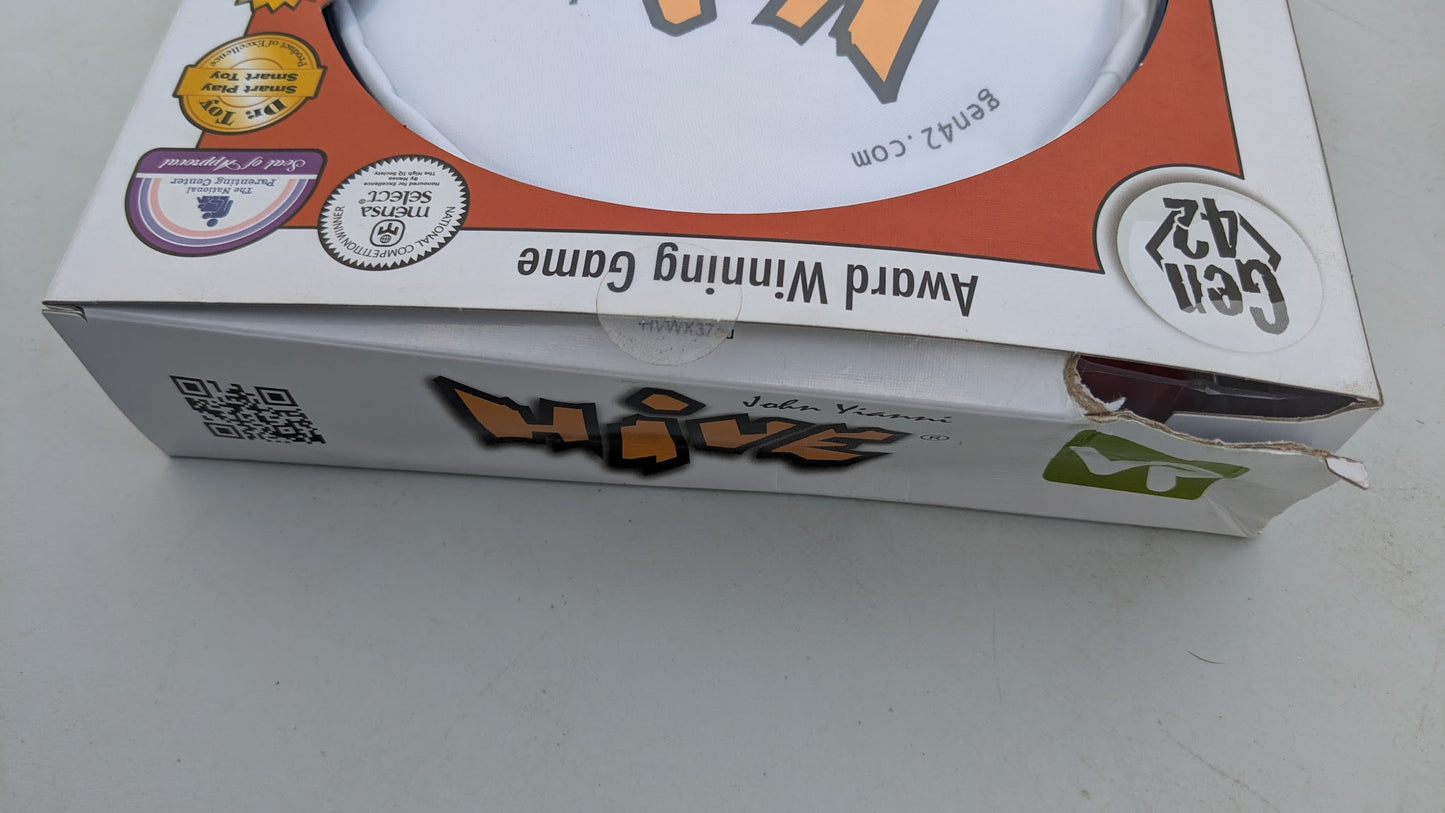 gen42.com
Dr. Toy
Smart Play
Smart Toy
Product of Excellence
The National
Parenting Center
Seal of Approval
NATIONAL COMPETITION WINNER
mensa
select®
Honoured for Excellence
By Mensa
The High IQ Society
Award Winning Game
Gen
42
HVWX37
John Yianni
HIVE®